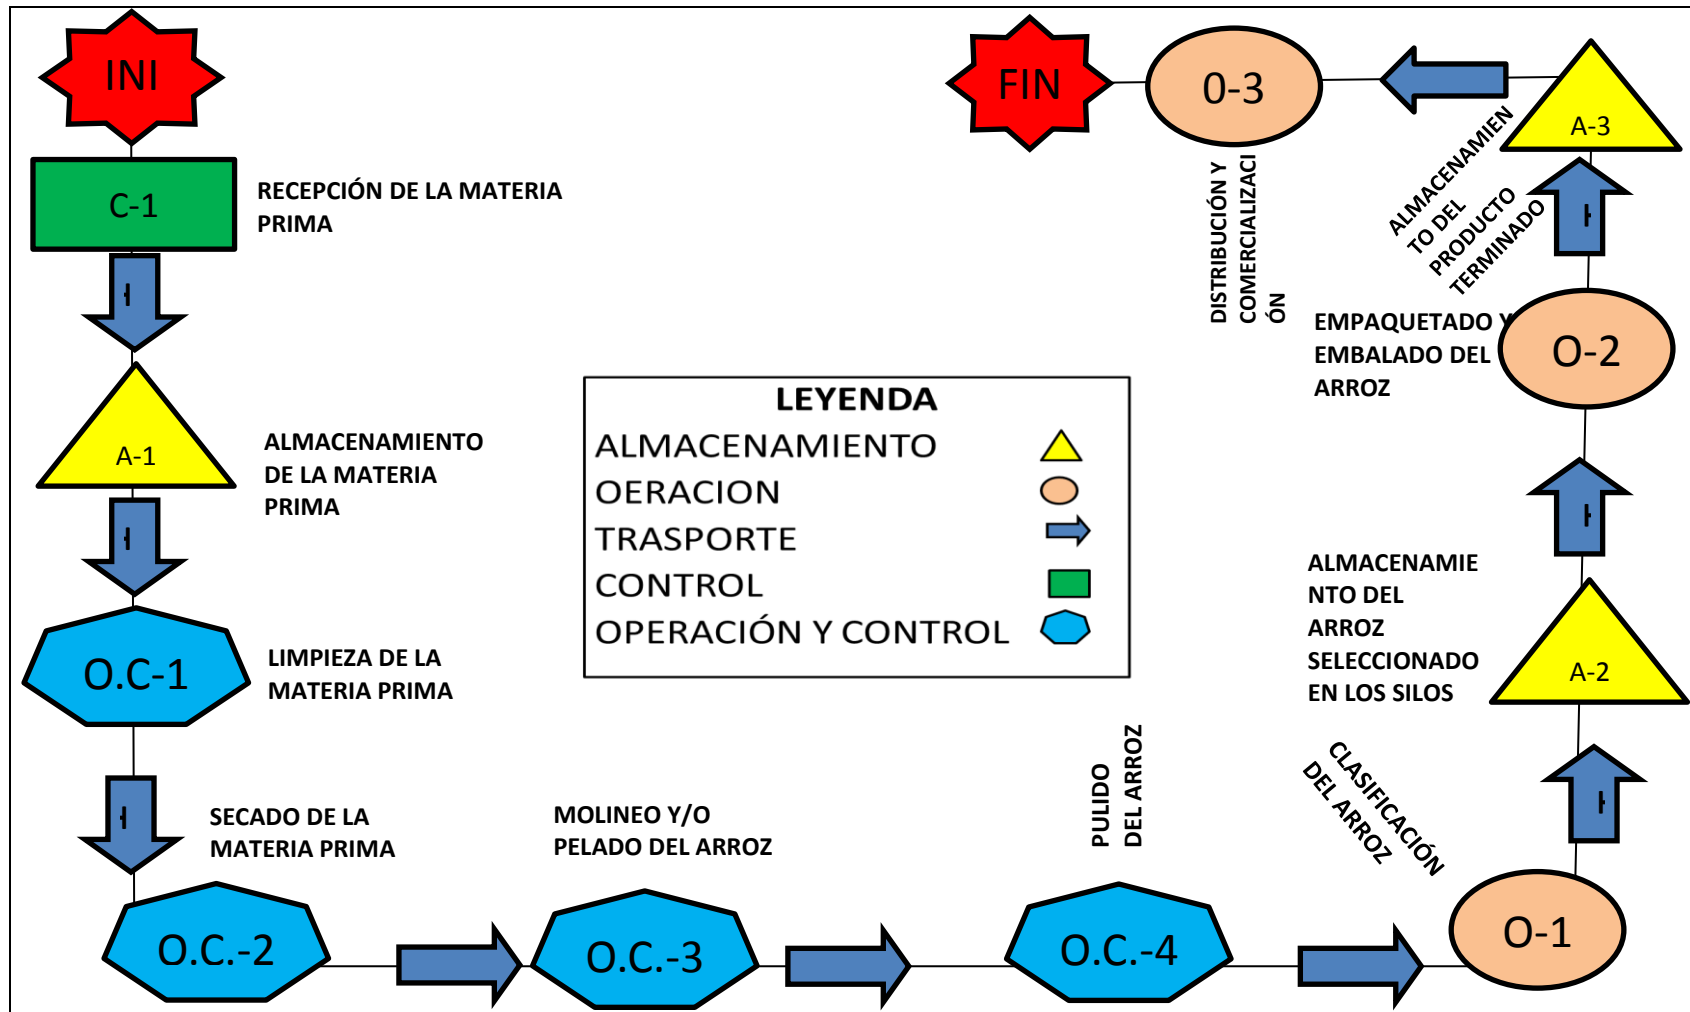 INI
C-1
RECEPCIÓN DE LA MATERIA
PRIMA
A-1
ALMACENAMIENTO
DE LA MATERIA
PRIMA
O.C-1
LIMPIEZA DE LA
MATERIA PRIMA
SECADO DE LA
MATERIA PRIMA
O.C.-2
MOLINEO Y/O
PELADO DEL ARROZ
O.C.-3
PULIDO
DEL ARROZ
O.C.-4
CLASIFICACIÓN
DEL ARROZ
O-1
ALMACENAMIE
NTO DEL
ARROZ
SELECCIONADO
EN LOS SILOS
A-2
EMPAQUETADO Y
EMBALADO DEL
ARROZ
O-2
ALMACENAMIEN
TO DEL
PRODUCTO
TERMINADO
A-3
0-3
DISTRIBUCIÓN Y
COMERCIALIZACI
ÓN
FIN
LEYENDA
ALMACENAMIENTO
OERACION
TRASPORTE
CONTROL
OPERACIÓN Y CONTROL